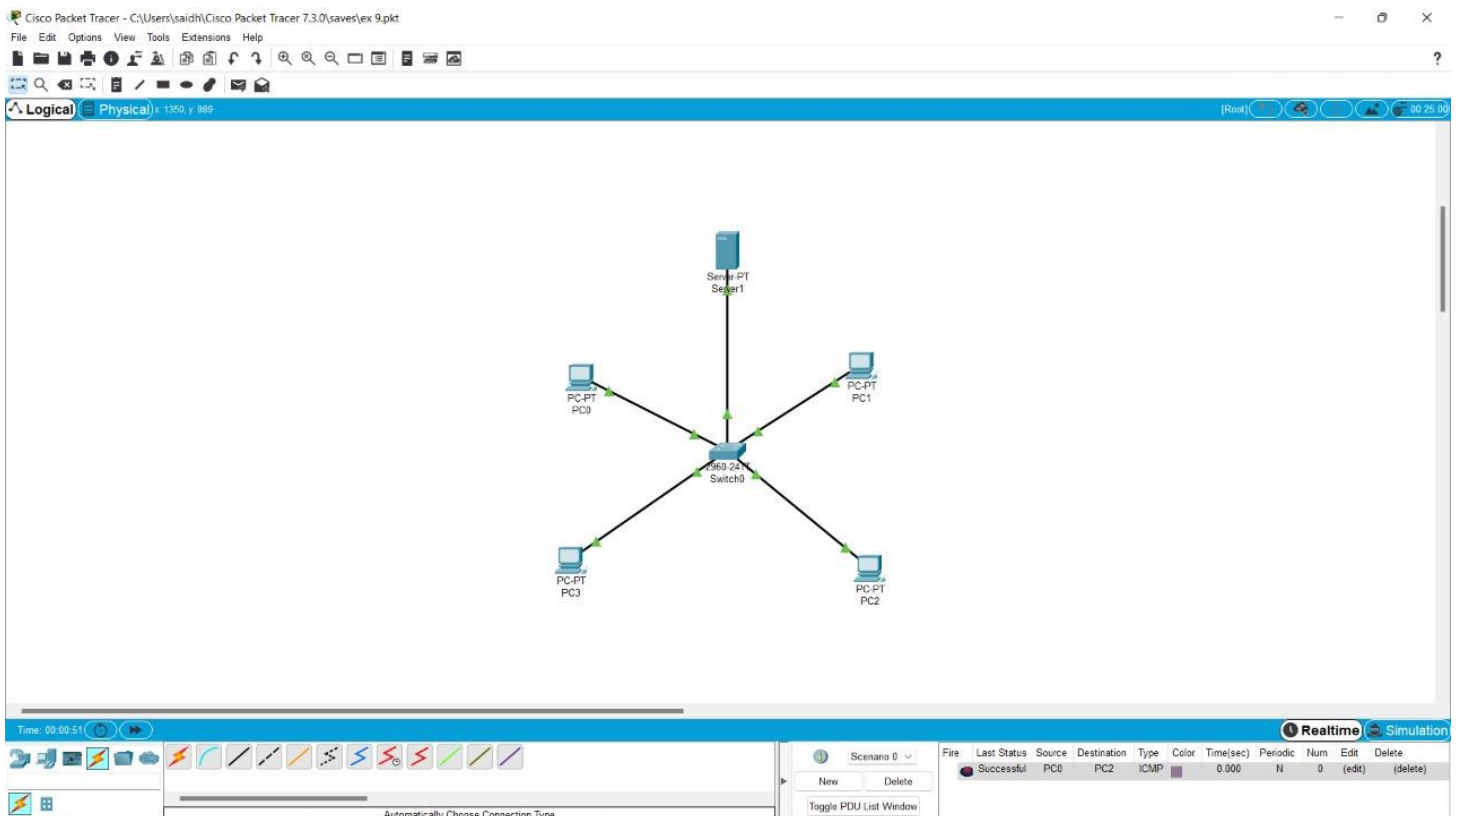 Cisco Packet Tracer - C:\Users\saidh\Cisco Packet Tracer 7.3.0\saves\ex 9.pkt
File Edit Options View Tools Extensions Help
?
Logical Physical x: 1350, y: 989 [Root] 00:25:00
Server-PT
Server1
PC-PT
PC0
PC-PT
PC1
2960-24TT
Switch0
PC-PT
PC3
PC-PT
PC2
Time: 00:00:51 Realtime Simulation
Scenario 0
New Delete
Toggle PDU List Window
Fire Last Status Source Destination Type Color Time(sec) Periodic Num Edit Delete
Successful PC0 PC2 ICMP 0.000 N 0 (edit) (delete)
Automatically Choose Connection Type